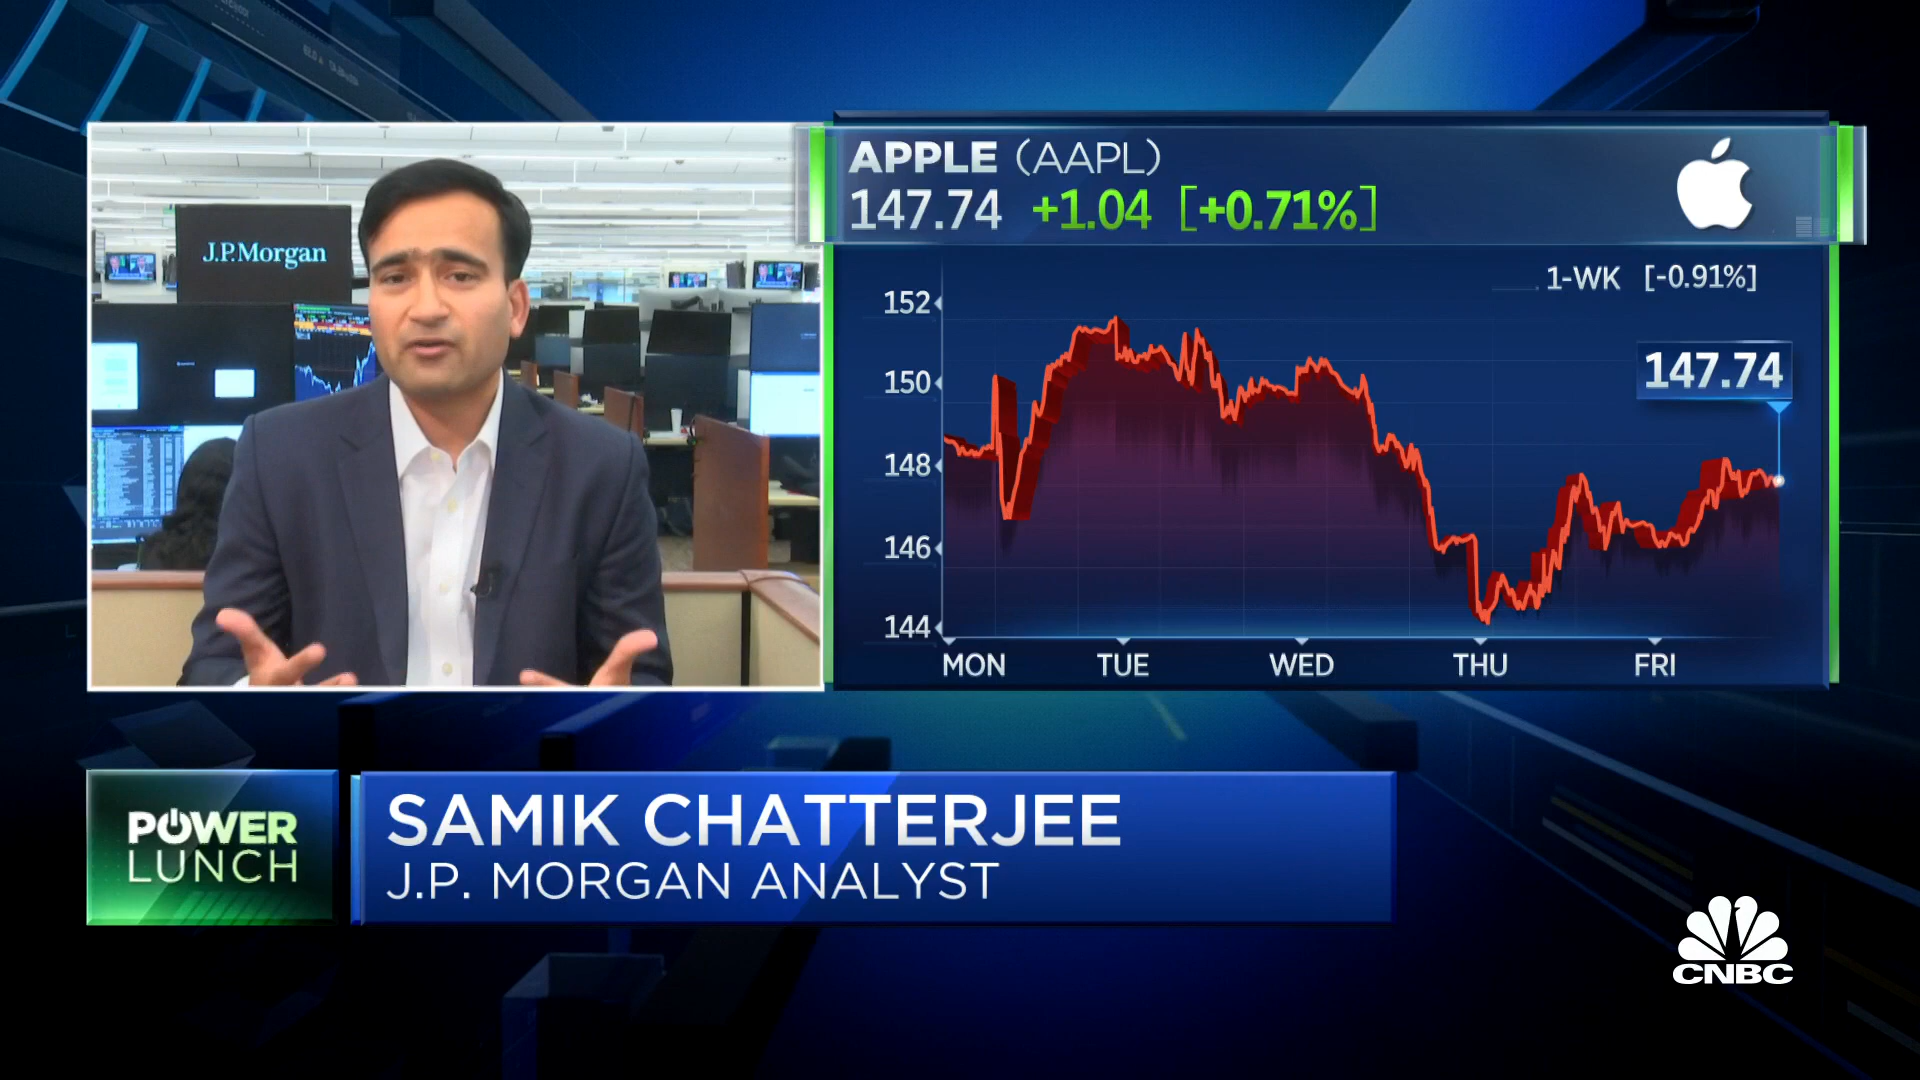 J.P.Morgan
APPLE (AAPL)
147.74 +1.04 [+0.71%]
1-WK [-0.91%]
152
150
148
146
144
147.74
MON TUE WED THU FRI
POWER
LUNCH
SAMIK CHATTERJEE
J.P. MORGAN ANALYST
CNBC